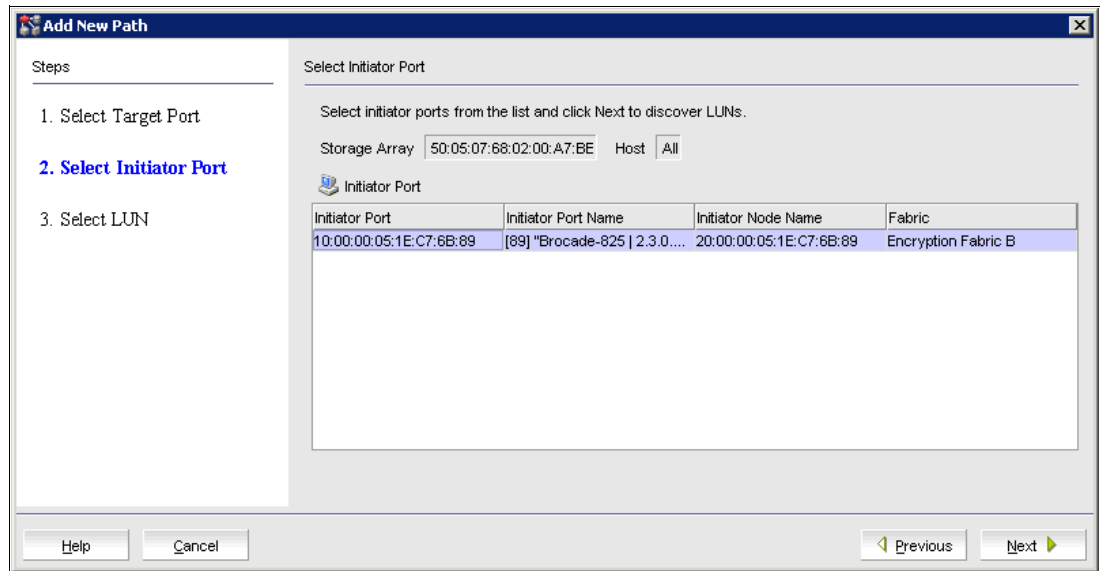 Add New Path
Steps
1. Select Target Port
2. Select Initiator Port
3. Select LUN
Select Initiator Port
Select initiator ports from the list and click Next to discover LUNs.
Storage Array 50:05:07:68:02:00:A7:BE Host All
Initiator Port
Initiator Port Initiator Port Name Initiator Node Name Fabric
10:00:00:05:1E:C7:6B:89 [89] "Brocade-825 | 2.3.0.... 20:00:00:05:1E:C7:6B:89 Encryption Fabric B
Help Cancel Previous Next